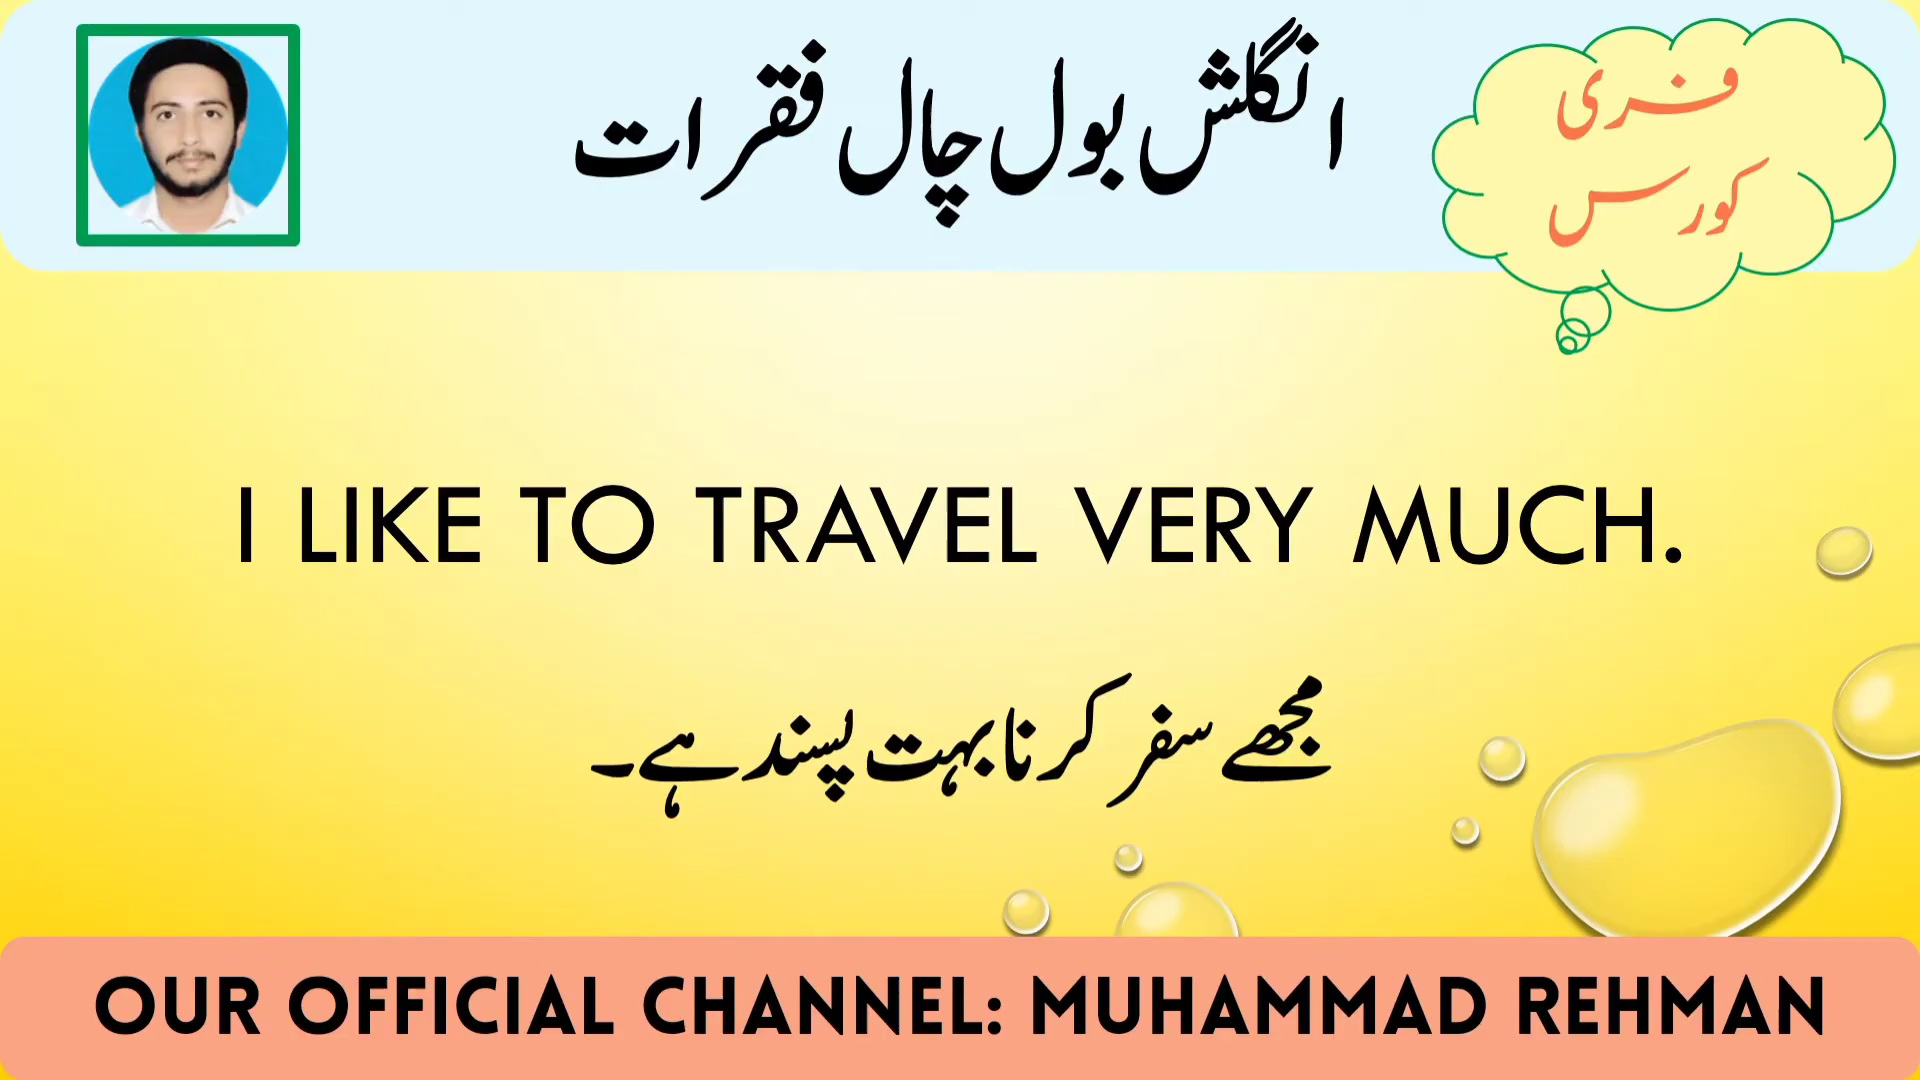 انگلش بول چال فقرات
فری
کورس
I LIKE TO TRAVEL VERY MUCH.
مجھے سفر کرنا بہت پسند ہے۔
OUR OFFICIAL CHANNEL: MUHAMMAD REHMAN